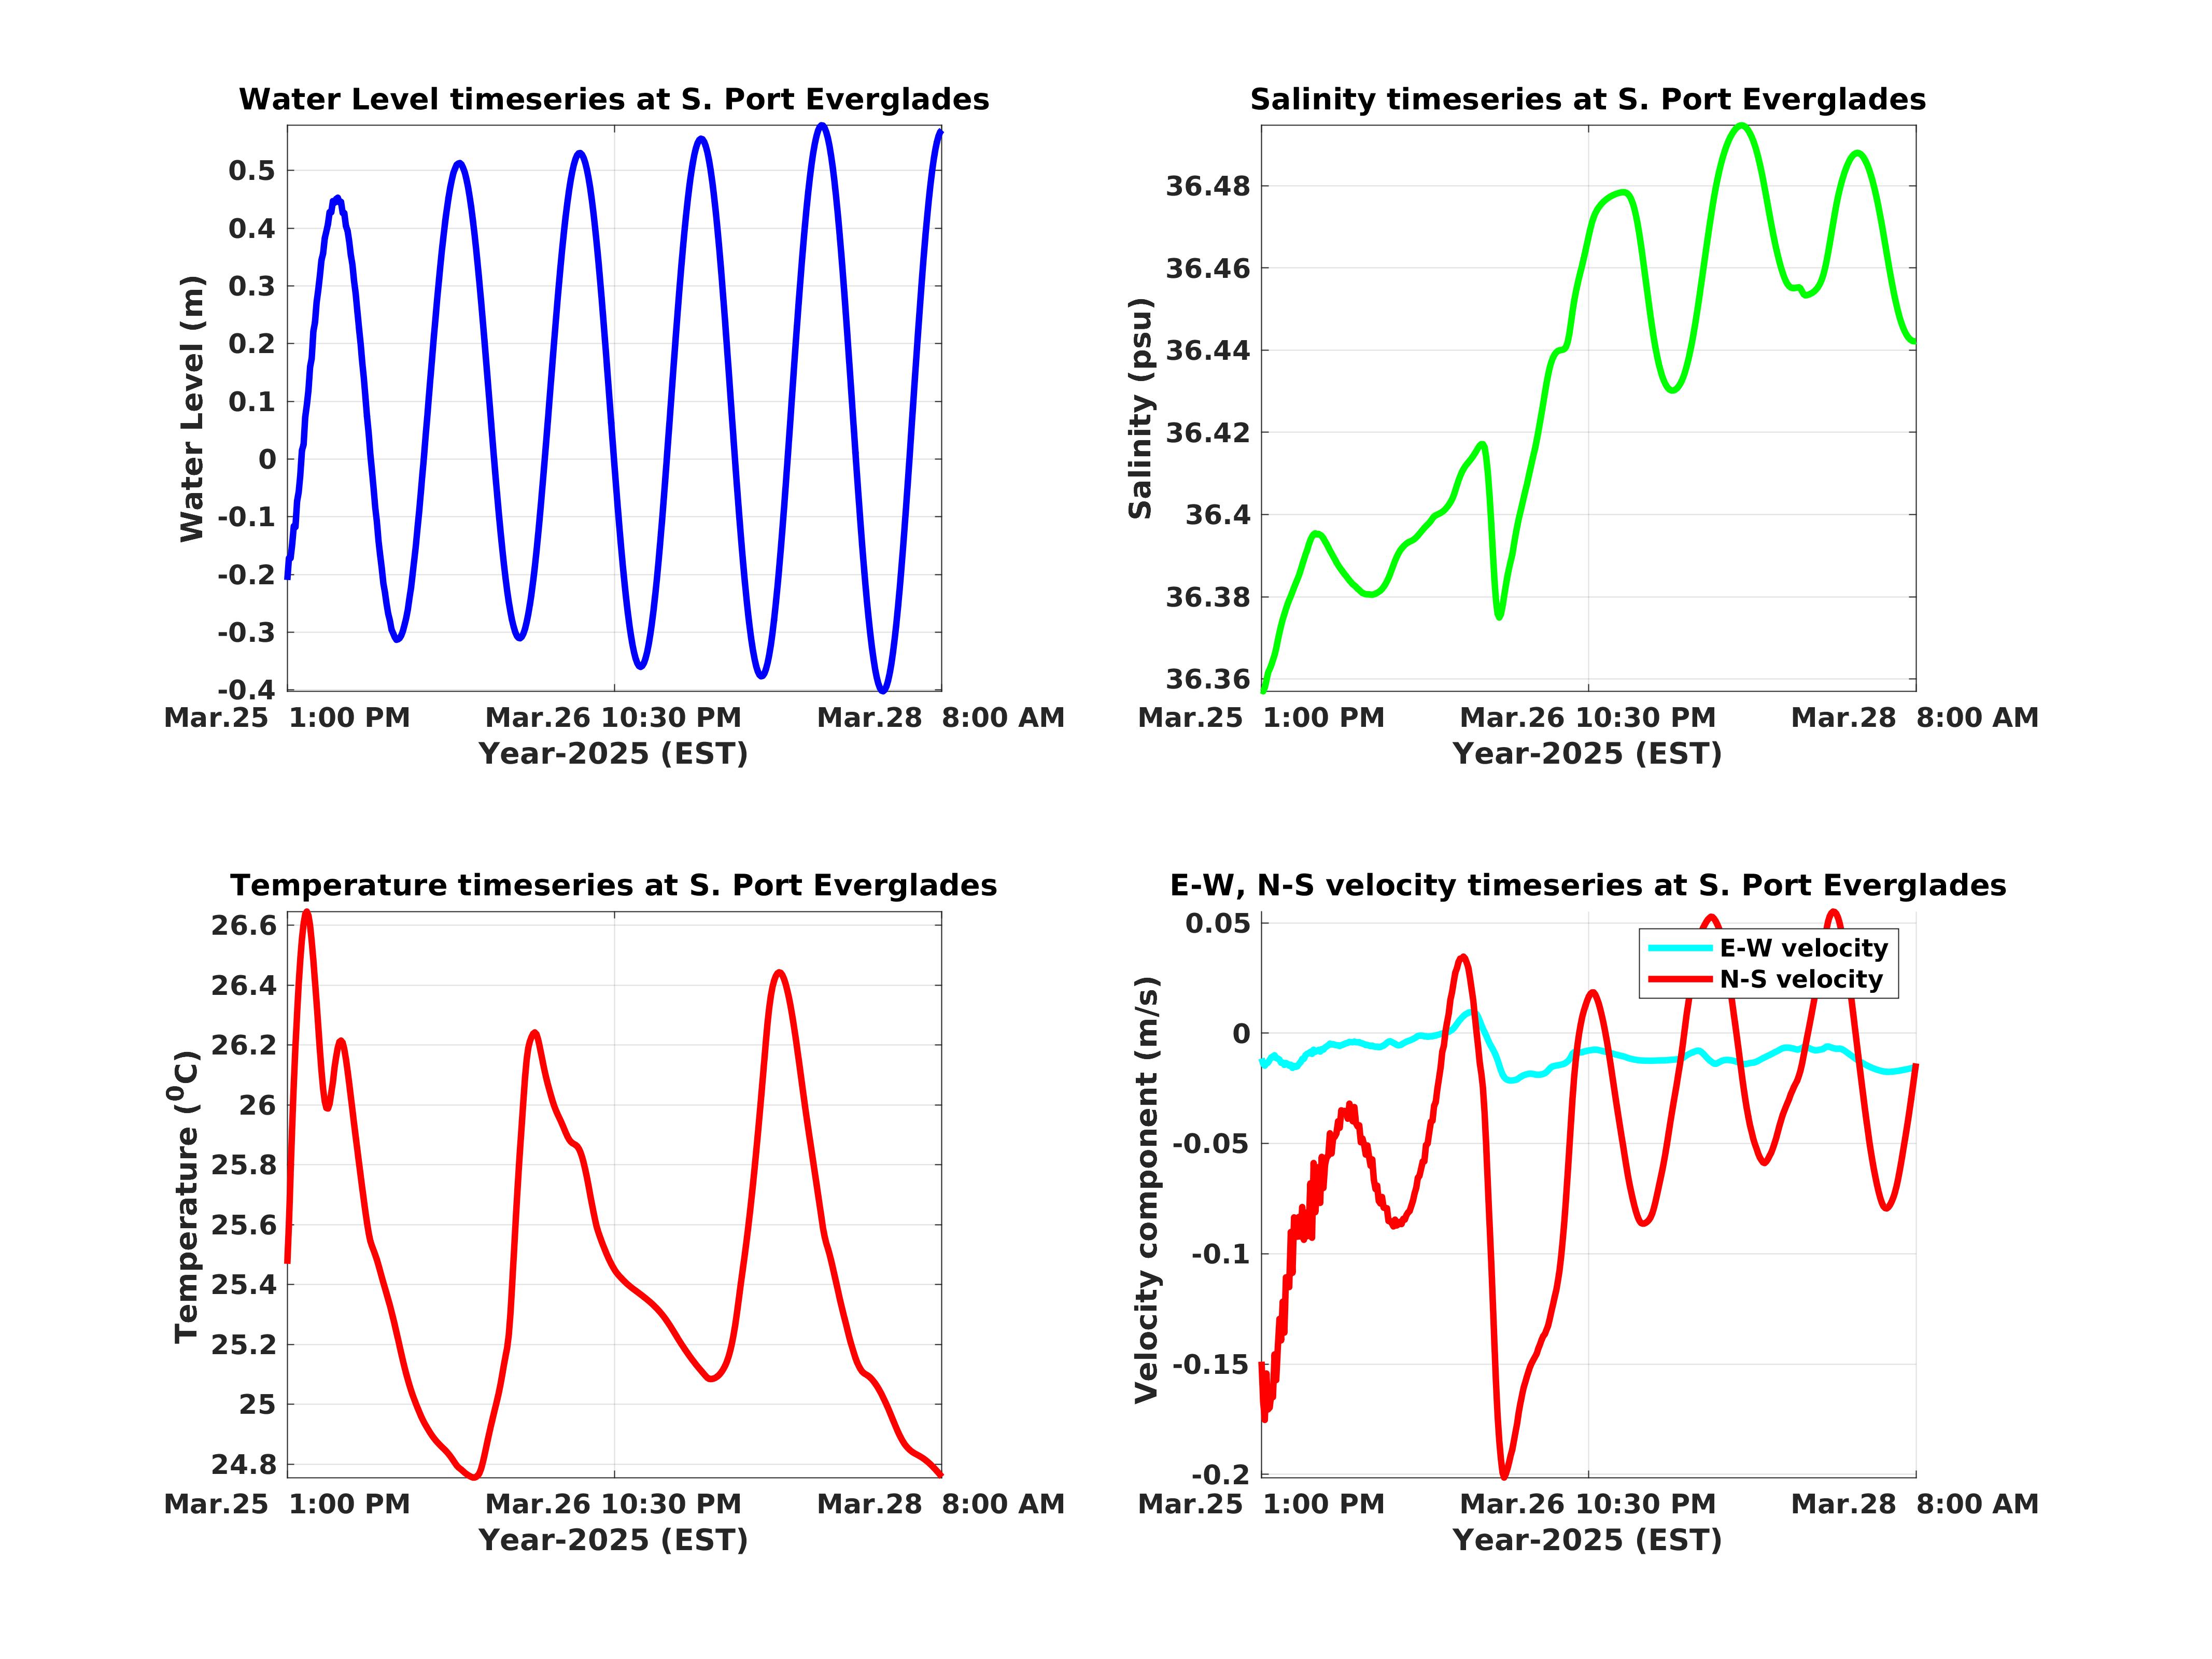 Water Level timeseries at S. Port Everglades
Water Level (m)
0.5
0.4
0.3
0.2
0.1
0
-0.1
-0.2
-0.3
-0.4
Mar.25 1:00 PM
Mar.26 10:30 PM
Mar.28 8:00 AM
Year-2025 (EST)
Salinity timeseries at S. Port Everglades
Salinity (psu)
36.48
36.46
36.44
36.42
36.4
36.38
36.36
Mar.25 1:00 PM
Mar.26 10:30 PM
Mar.28 8:00 AM
Year-2025 (EST)
Temperature timeseries at S. Port Everglades
Temperature (⁰C)
26.6
26.4
26.2
26
25.8
25.6
25.4
25.2
25
24.8
Mar.25 1:00 PM
Mar.26 10:30 PM
Mar.28 8:00 AM
Year-2025 (EST)
E-W, N-S velocity timeseries at S. Port Everglades
Velocity component (m/s)
0.05
0
-0.05
-0.1
-0.15
-0.2
E-W velocity
N-S velocity
Mar.25 1:00 PM
Mar.26 10:30 PM
Mar.28 8:00 AM
Year-2025 (EST)